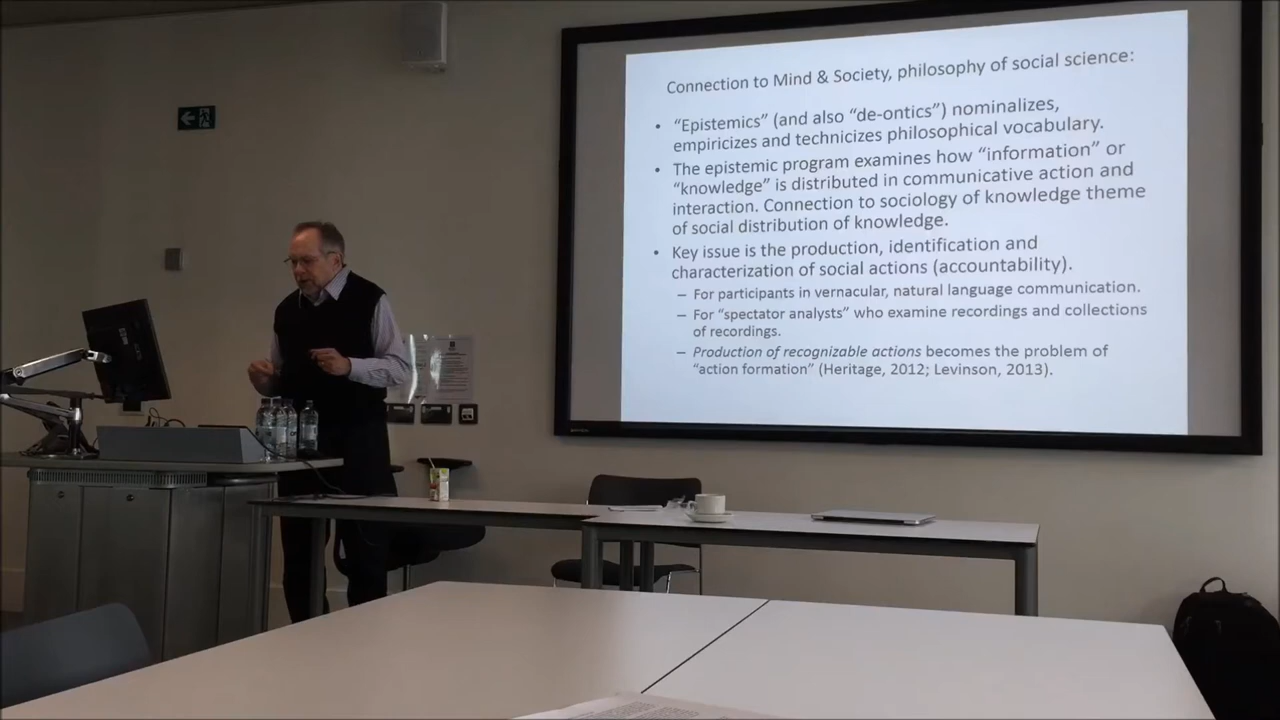 Connection to Mind & Society, philosophy of social science:
• “Epistemics” (and also “de-ontics”) nominalizes,
empiricizes and technicizes philosophical vocabulary.
• The epistemic program examines how “information” or
“knowledge” is distributed in communicative action and
interaction. Connection to sociology of knowledge theme
of social distribution of knowledge.
• Key issue is the production, identification and
characterization of social actions (accountability).
– For participants in vernacular, natural language communication.
– For “spectator analysts” who examine recordings and collections
of recordings.
– Production of recognizable actions becomes the problem of
“action formation” (Heritage, 2012; Levinson, 2013).